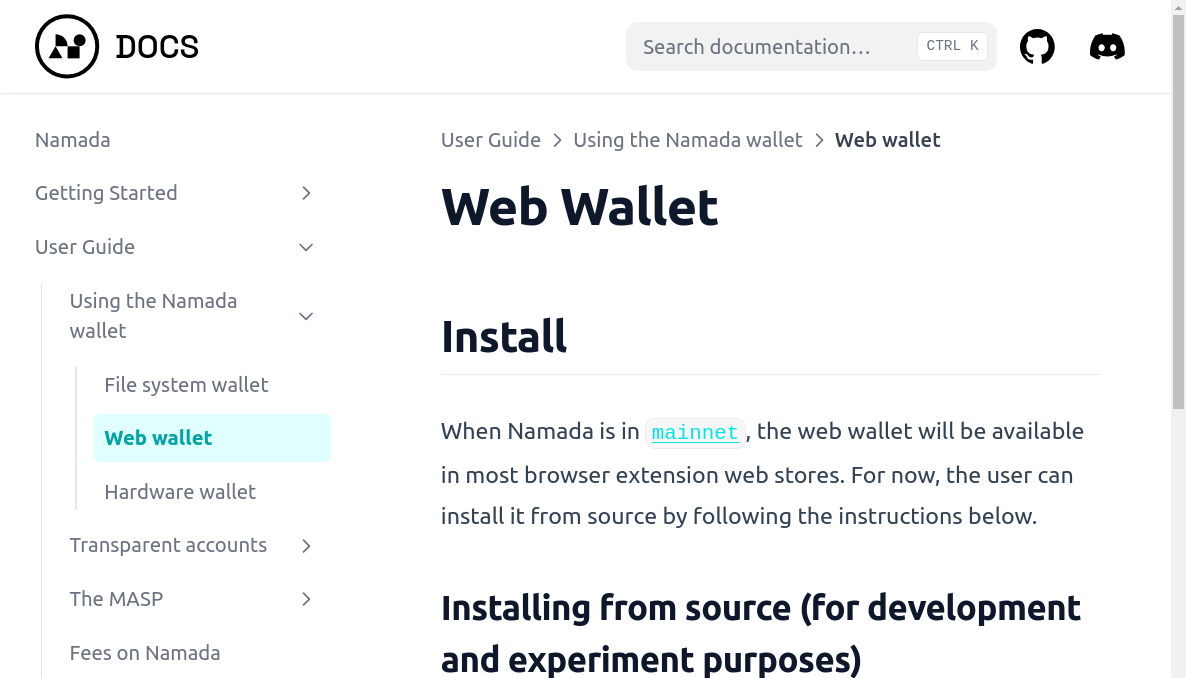 DOCS
Search documentation…
CTRL K
Namada
Getting Started
User Guide
Using the Namada
wallet
File system wallet
Web wallet
Hardware wallet
Transparent accounts
The MASP
Fees on Namada
User Guide > Using the Namada wallet > Web wallet
Web Wallet
Install
When Namada is in mainnet, the web wallet will be available
in most browser extension web stores. For now, the user can
install it from source by following the instructions below.
Installing from source (for development
and experiment purposes)